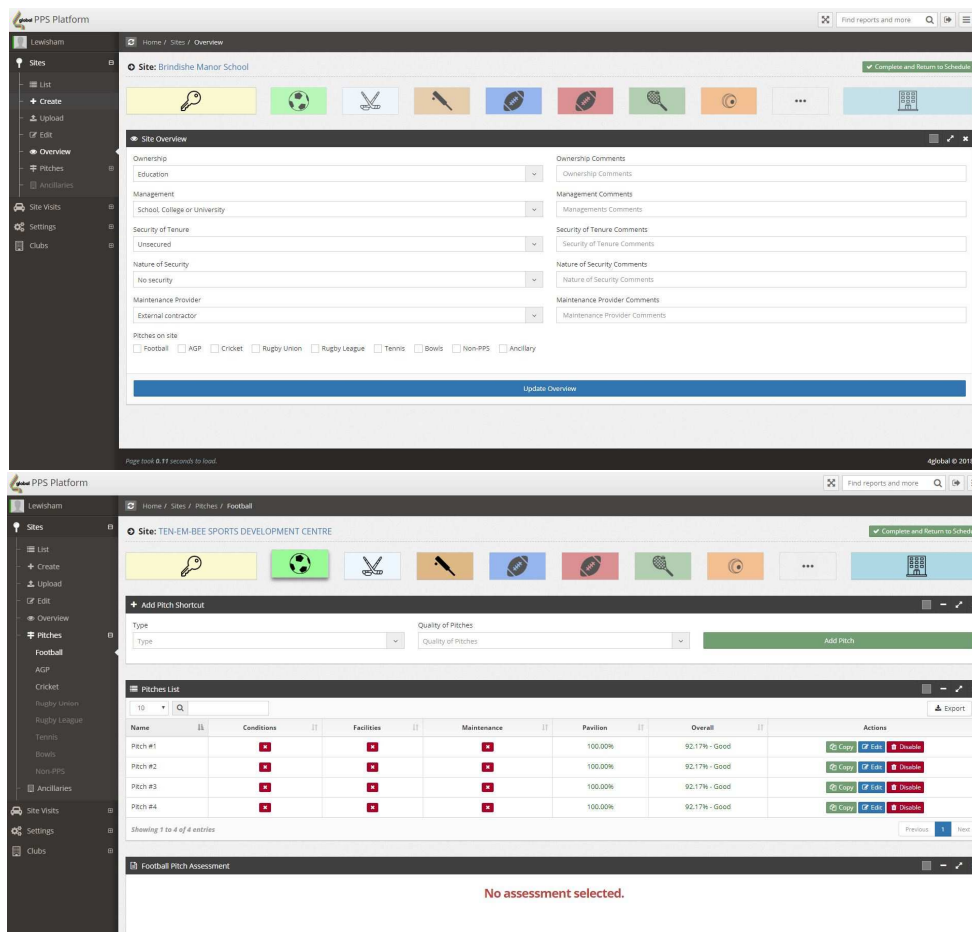 4global PPS Platform
Find reports and more
Lewisham
Home / Sites / Overview
Sites
Site: Brindishe Manor School
Complete and Return to Schedule
List
Create
Upload
Edit
Overview
Pitches
Ancillaries
Site Visits
Settings
Clubs
Site Overview
Ownership
Ownership Comments
Education
Ownership Comments
Management
Management Comments
School, College or University
Managements Comments
Security of Tenure
Security of Tenure Comments
Unsecured
Security of Tenure Comments
Nature of Security
Nature of Security Comments
No security
Nature of Security Comments
Maintenance Provider
Maintenance Provider Comments
External contractor
Maintenance Provider Comments
Pitches on site
Football AGP Cricket Rugby Union Rugby League Tennis Bowls Non-PPS Ancillary
Update Overview
Page took 0.11 seconds to load.
4global © 2018
4global PPS Platform
Find reports and more
Lewisham
Home / Sites / Pitches / Football
Sites
Site: TEN-EM-BEE SPORTS DEVELOPMENT CENTRE
Complete and Return to Schedu
List
Create
Upload
Edit
Overview
Pitches
Football
AGP
Cricket
Rugby Union
Rugby League
Tennis
Bowls
Non-PPS
Ancillaries
Site Visits
Settings
Clubs
Add Pitch Shortcut
Type
Quality of Pitches
Type
Quality of Pitches
Add Pitch
Pitches List
10
Export
Name Conditions Facilities Maintenance Pavilion Overall Actions
Pitch #1 100.00% 92.17% - Good Copy Edit Disable
Pitch #2 100.00% 92.17% - Good Copy Edit Disable
Pitch #3 100.00% 92.17% - Good Copy Edit Disable
Pitch #4 100.00% 92.17% - Good Copy Edit Disable
Showing 1 to 4 of 4 entries
Previous 1 Next
Football Pitch Assessment
No assessment selected.